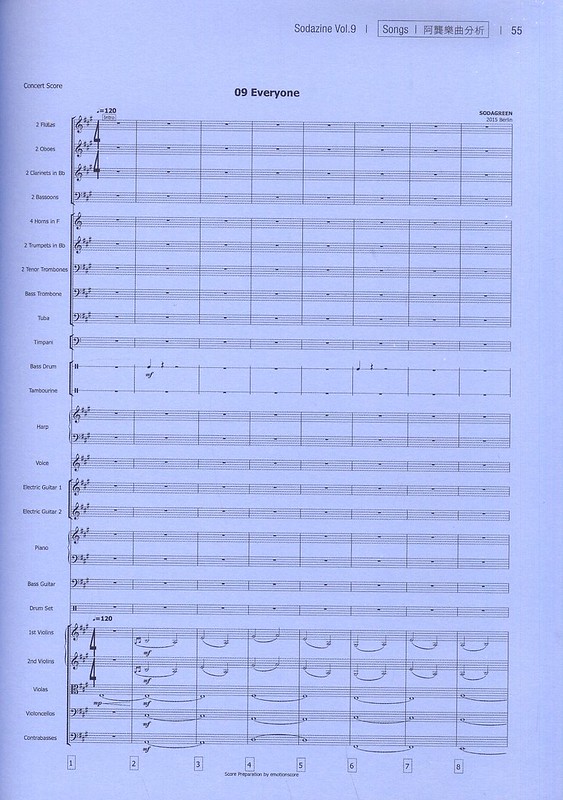 Sodazine Vol.9 | Songs | 阿龔樂曲分析 | 55
Concert Score
09 Everyone
♩=120
SODAGREEN
Intro
2015 Berlin
2 Flutes
2 Oboes
2 Clarinets in Bb
2 Bassoons
4 Horns in F
2 Trumpets in Bb
2 Tenor Trombones
Bass Trombone
Tuba
Timpani
Bass Drum
mf
Tambourine
Harp
Voice
Electric Guitar 1
Electric Guitar 2
Piano
Bass Guitar
Drum Set
♩=120
1st Violins
mf
2nd Violins
mf
Violas
mp mf
Violoncellos
mf
Contrabasses
mf
1 2 3 4 5 6 7 8
Score Preparation by emotionscore